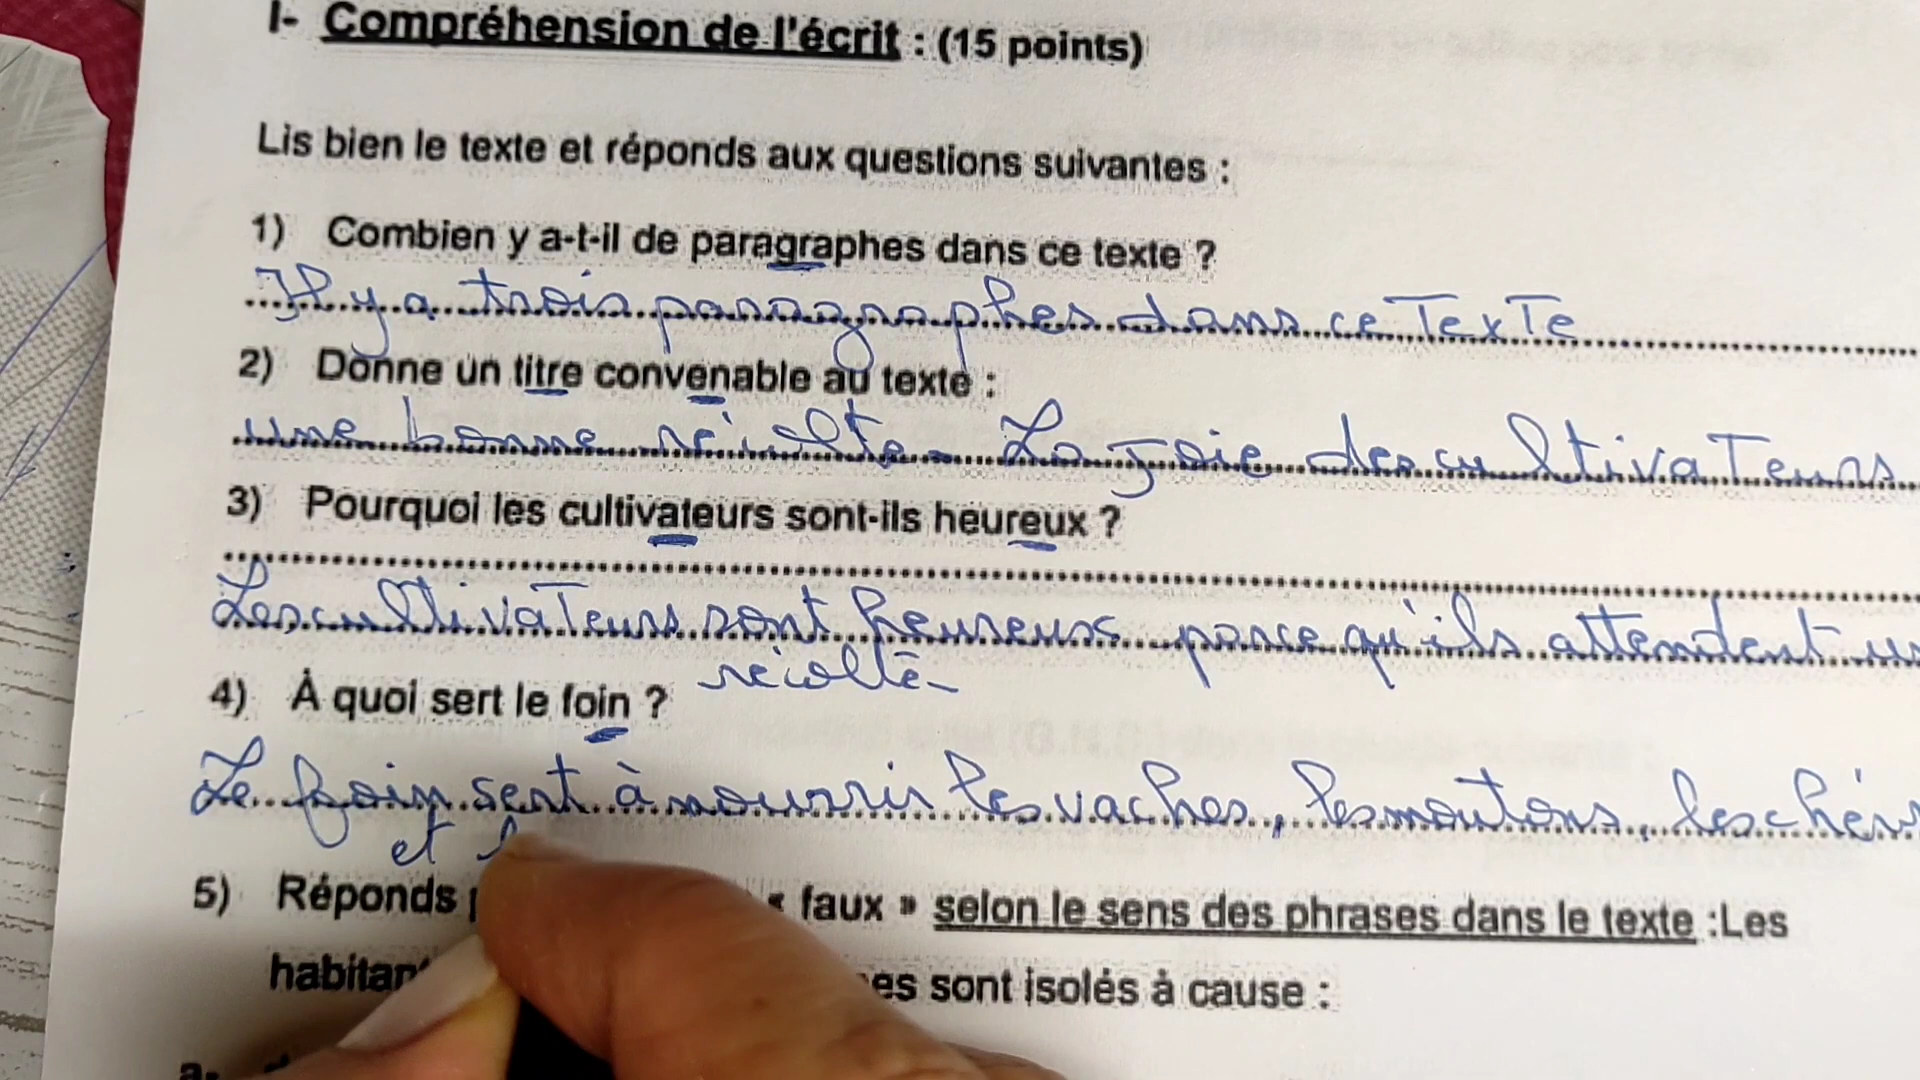 I- Compréhension de l'écrit : (15 points)
Lis bien le texte et réponds aux questions suivantes :
1) Combien y a-t-il de paragraphes dans ce texte ?
Il y a trois paragraphes dans ce texte
2) Donne un titre convenable au texte :
une bonne récolte - La joie des cultivateurs
3) Pourquoi les cultivateurs sont-ils heureux ?
Les cultivateurs sont heureux parce qu'ils attendent
récolte -
4) À quoi sert le foin ?
Le foin sert à nourrir les vaches, les moutons, les
et
5) Réponds « faux » selon le sens des phrases dans le texte :Les
sont isolés à cause :
a-